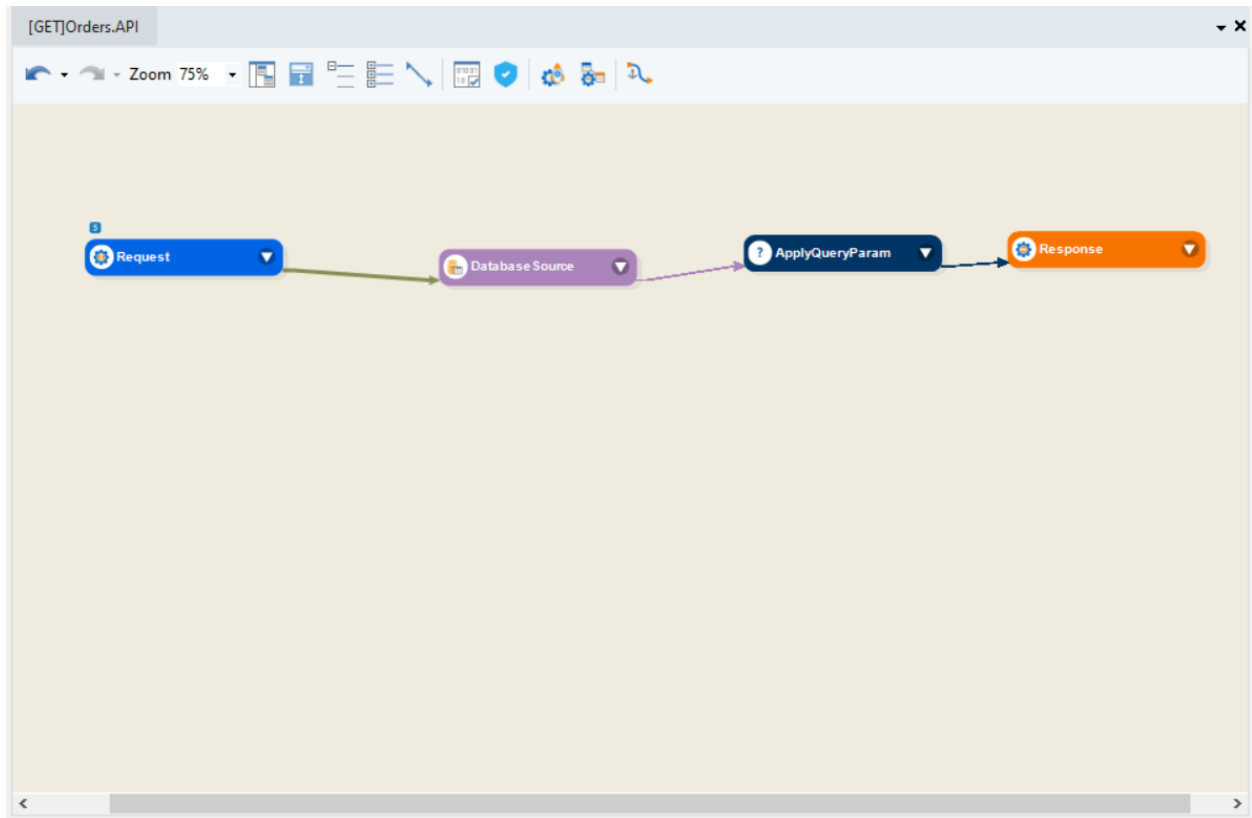 [GET]Orders.API
Zoom 75%
S
Request
Database Source
? ApplyQueryParam
Response